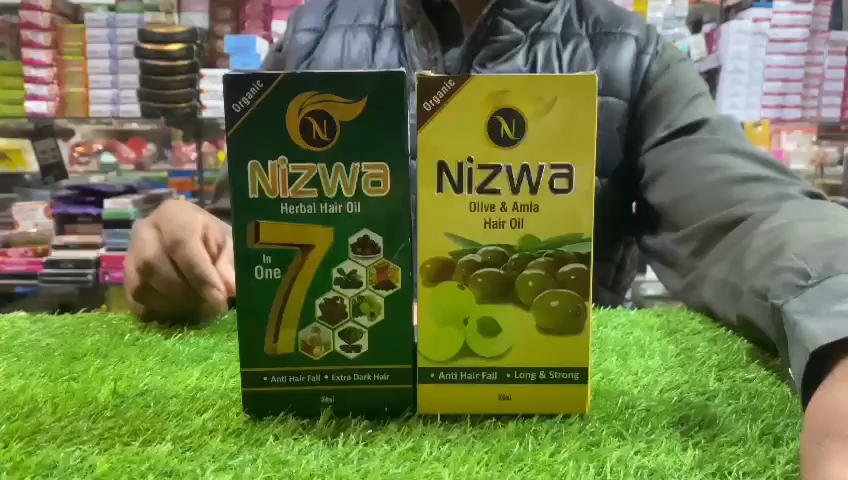 Organic
N
Nizwa
Herbal Hair Oil
7
In
One
• Anti Hair Fall • Extra Dark Hair
Organic
N
Nizwa
Olive & Amla
Hair Oil
• Anti Hair Fall • Long & Strong